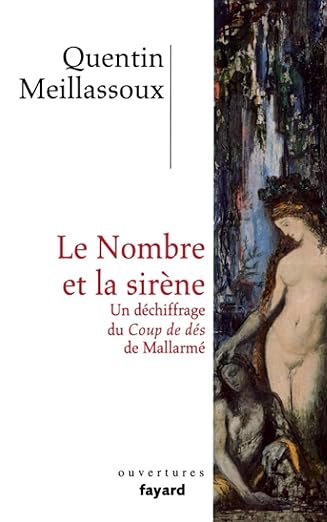 Quentin
Meillassoux
Le Nombre
et la sirène
Un déchiffrage
du Coup de dés
de Mallarmé
ouvertures
fayard